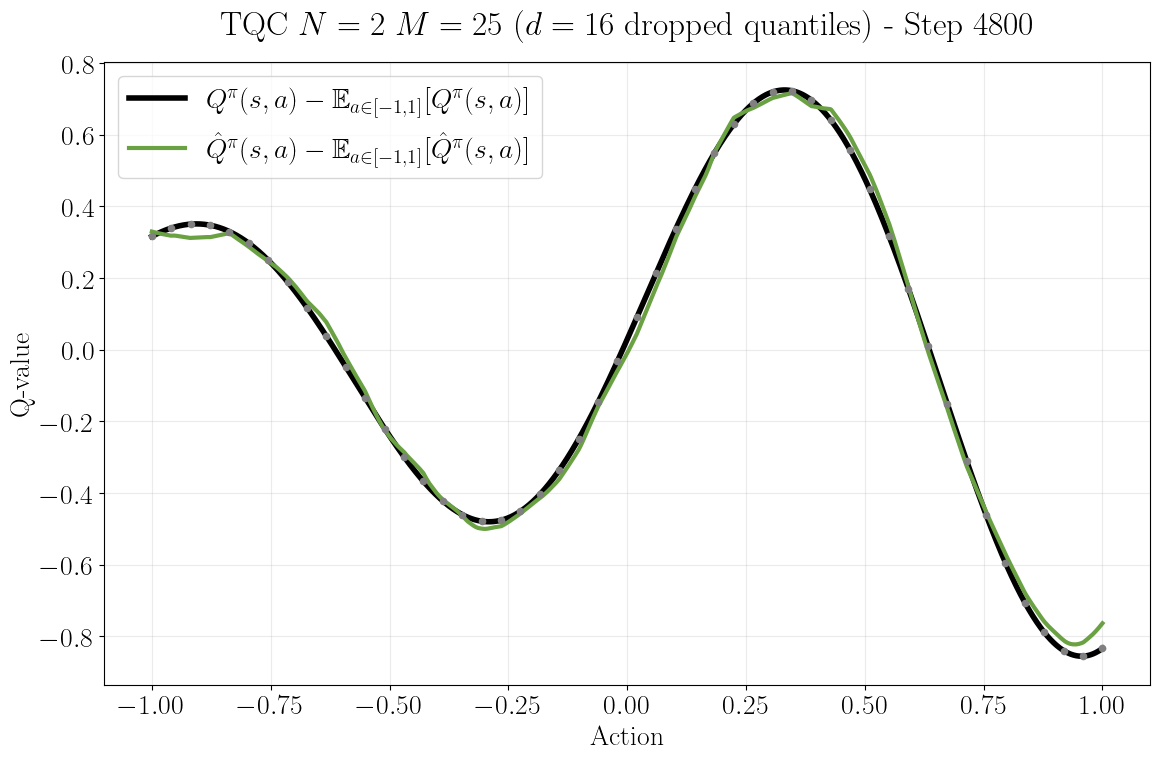 TQC N = 2 M = 25 (d = 16 dropped quantiles) - Step 4800
Q^π(s, a) − 𝔼_{a∈[−1,1]}[Q^π(s, a)]
Q̂^π(s, a) − 𝔼_{a∈[−1,1]}[Q̂^π(s, a)]
0.8
0.6
0.4
0.2
0.0
−0.2
−0.4
−0.6
−0.8
Q-value
−1.00 −0.75 −0.50 −0.25 0.00 0.25 0.50 0.75 1.00
Action